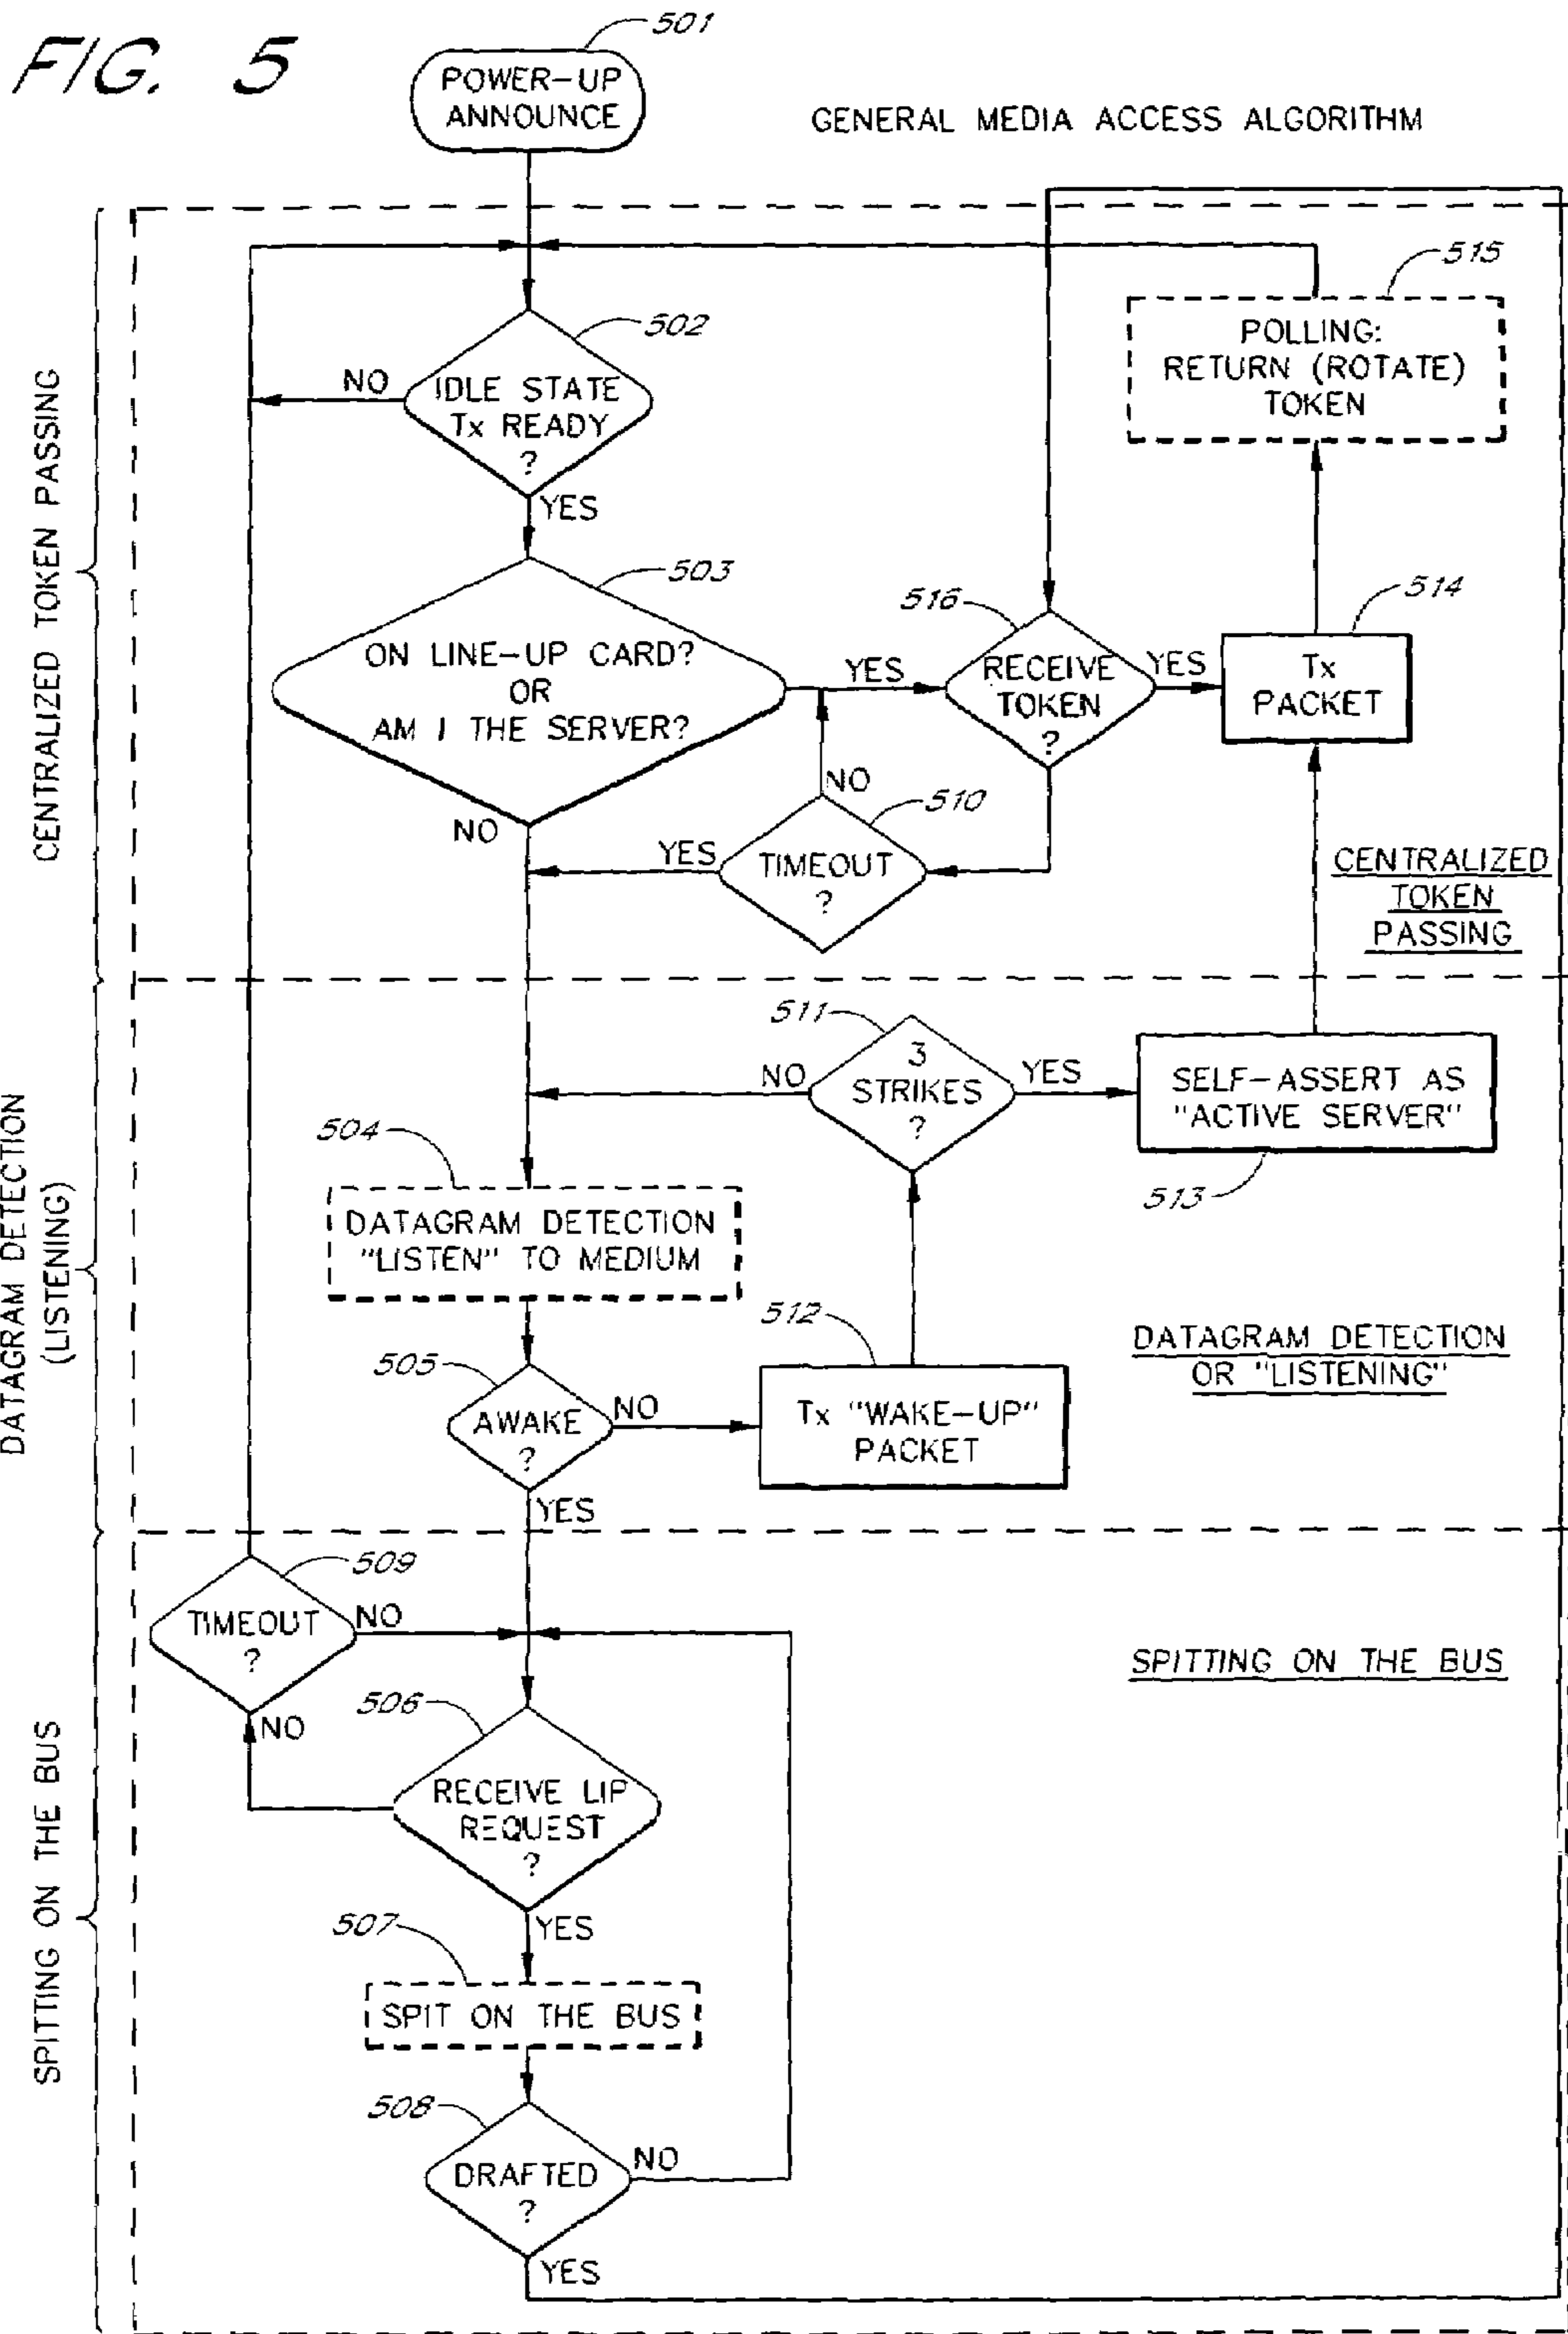 FIG. 5
501
POWER-UP
ANNOUNCE
GENERAL MEDIA ACCESS ALGORITHM
CENTRALIZED TOKEN PASSING
515
POLLING:
RETURN (ROTATE)
TOKEN
502
IDLE STATE
Tx READY
?
NO
YES
503
ON LINE-UP CARD?
OR
AM I THE SERVER?
YES
NO
516
RECEIVE
TOKEN
?
YES
514
Tx
PACKET
NO
510
TIMEOUT
?
YES
CENTRALIZED
TOKEN
PASSING
DATAGRAM DETECTION
(LISTENING)
511
3
STRIKES
?
NO
YES
SELF-ASSERT AS
"ACTIVE SERVER"
513
504
DATAGRAM DETECTION
"LISTEN" TO MEDIUM
512
Tx "WAKE-UP"
PACKET
DATAGRAM DETECTION
OR "LISTENING"
505
AWAKE
?
NO
YES
SPITTING ON THE BUS
509
TIMEOUT
?
NO
NO
SPITTING ON THE BUS
506
RECEIVE LIP
REQUEST
?
YES
507
SPIT ON THE BUS
508
DRAFTED
?
NO
YES